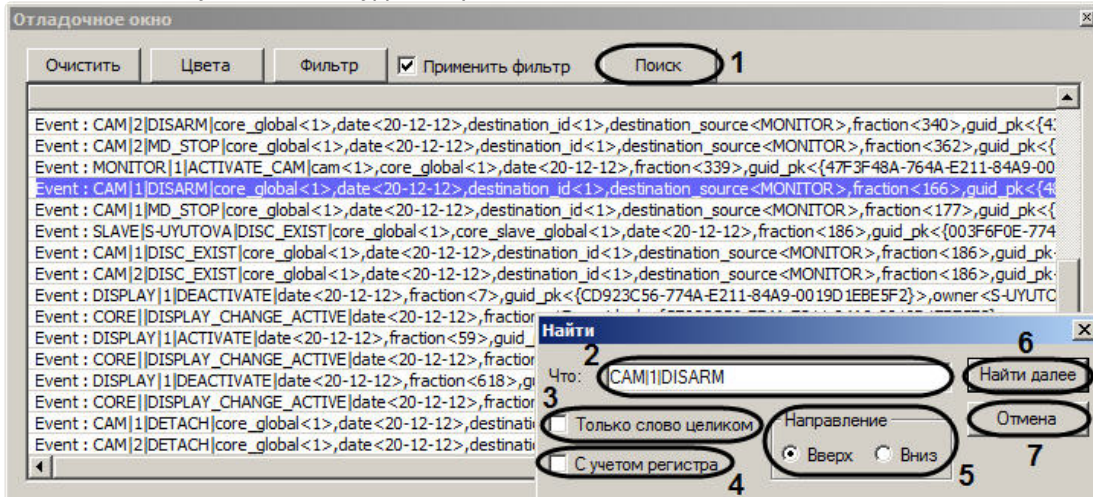 Отладочное окно
Очистить Цвета Фильтр Применить фильтр Поиск 1
Event : CAM|2|DISARM|core_global<1>,date<20-12-12>,destination_id<1>,destination_source<MONITOR>,fraction<340>,guid_pk<{4
Event : CAM|2|MD_STOP|core_global<1>,date<20-12-12>,destination_id<1>,destination_source<MONITOR>,fraction<362>,guid_pk<{
Event : MONITOR|1|ACTIVATE_CAM|cam<1>,core_global<1>,date<20-12-12>,fraction<339>,guid_pk<{47F3F48A-764A-E211-84A9-00
Event : CAM|1|DISARM|core_global<1>,date<20-12-12>,destination_id<1>,destination_source<MONITOR>,fraction<166>,guid_pk<{48
Event : CAM|1|MD_STOP|core_global<1>,date<20-12-12>,destination_id<1>,destination_source<MONITOR>,fraction<177>,guid_pk<{
Event : SLAVE|S-UYUTOVA|DISC_EXIST|core_global<1>,core_slave_global<1>,date<20-12-12>,fraction<186>,guid_pk<{003F6F0E-774
Event : CAM|1|DISC_EXIST|core_global<1>,date<20-12-12>,destination_id<1>,destination_source<MONITOR>,fraction<186>,guid_pk
Event : CAM|2|DISC_EXIST|core_global<1>,date<20-12-12>,destination_id<1>,destination_source<MONITOR>,fraction<186>,guid_pk
Event : DISPLAY|1|DEACTIVATE|date<20-12-12>,fraction<7>,guid_pk<{CD923C56-774A-E211-84A9-0019D1EBE5F2}>,owner<S-UYUTO
Event : CORE||DISPLAY_CHANGE_ACTIVE|date<20-12-12>,fraction
Event : DISPLAY|1|ACTIVATE|date<20-12-12>,fraction<59>,guid_
Event : CORE||DISPLAY_CHANGE_ACTIVE|date<20-12-12>,fraction
Event : DISPLAY|1|DEACTIVATE|date<20-12-12>,fraction<618>,gu
Event : CORE||DISPLAY_CHANGE_ACTIVE|date<20-12-12>,fraction
Event : CAM|1|DETACH|core_global<1>,date<20-12-12>,destinati
Event : CAM|2|DETACH|core_global<1>,date<20-12-12>,destinati
Найти
2 6
Что: CAM|1|DISARM Найти далее
3
Только слово целиком Направление Отмена
С учетом регистра Вверх Вниз 7
4 5